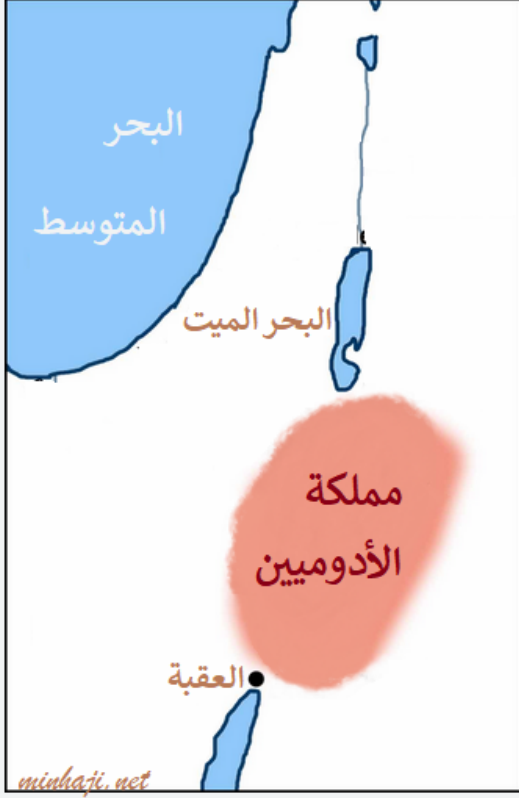 البحر
المتوسط
البحر الميت
مملكة
الأدوميين
العقبة
minhaji.net